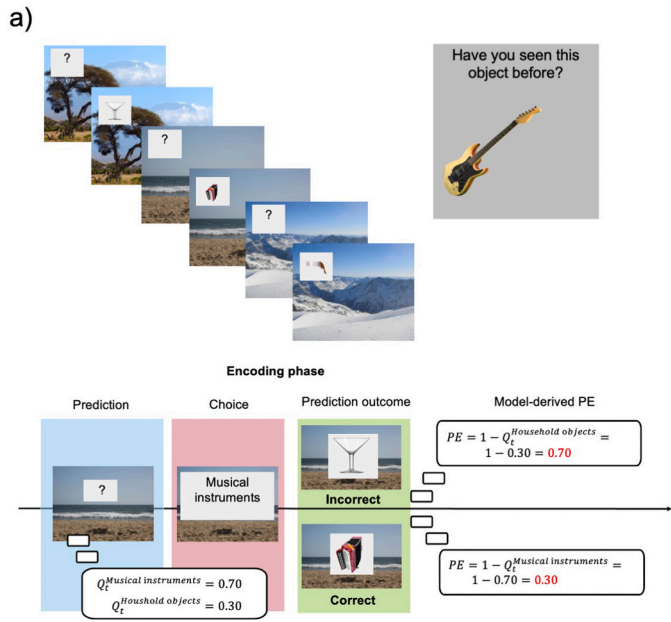 a)
?
?
?
Have you seen this
object before?
Encoding phase
Prediction
Choice
Prediction outcome
Model-derived PE
?
Musical
instruments
Incorrect
Correct
PE = 1 − Q_t^{Household objects} =
1 − 0.30 = 0.70
Q_t^{Musical instruments} = 0.70
Q_t^{Houshold objects} = 0.30
PE = 1 − Q_t^{Musical instruments} =
1 − 0.70 = 0.30